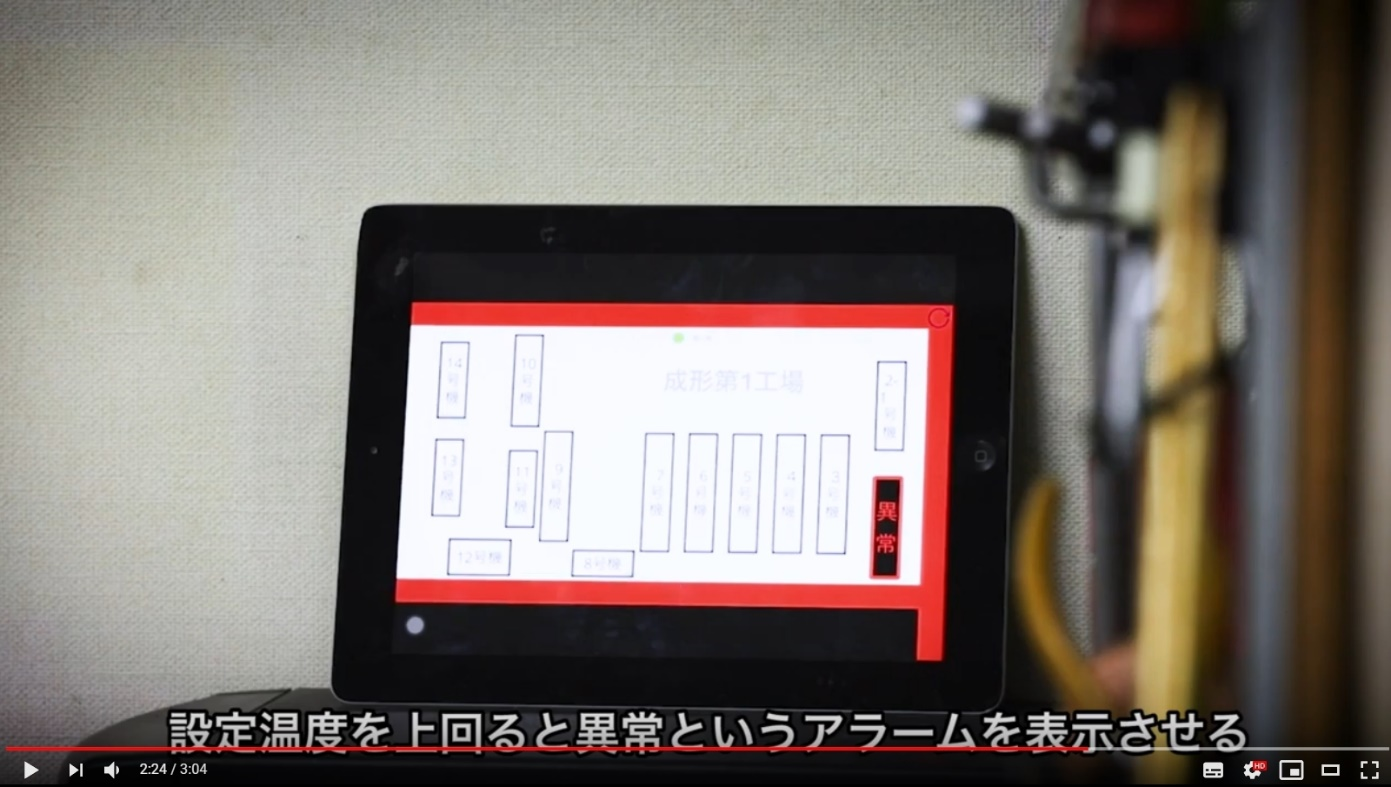 成形第1工場
14号機
10号機
2-1号機
13号機
11号機
9号機
7号機
6号機
5号機
4号機
3号機
異常
12号機
8号機
設定温度を上回ると異常というアラームを表示させる
2:24 / 3:04
HD